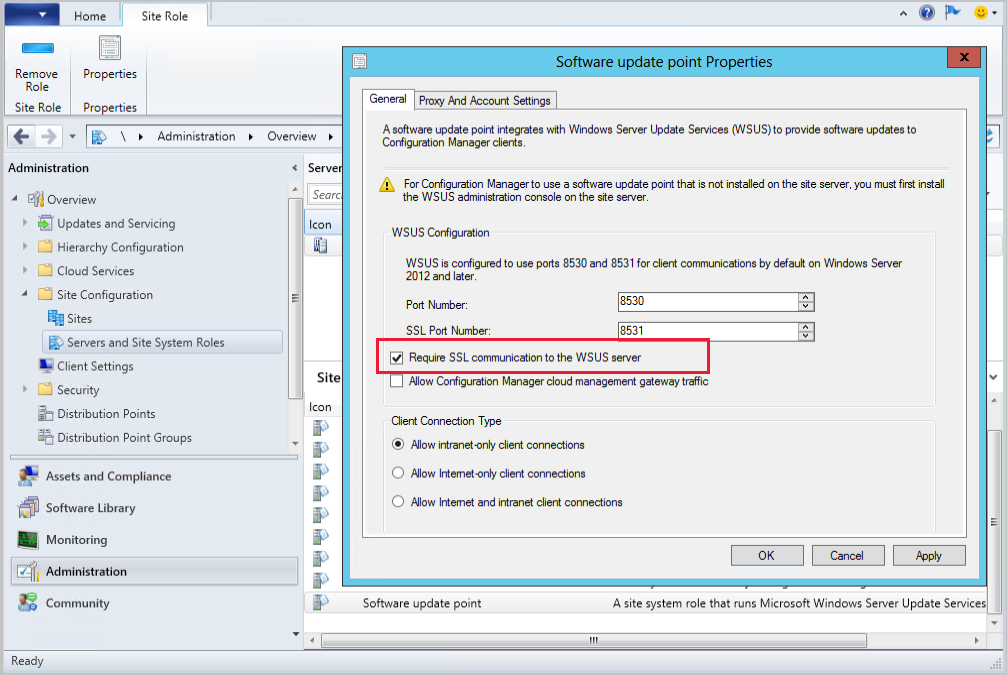 Home
Site Role
Remove
Role
Properties
Site Role
Properties
\ Administration Overview
Administration
Overview
Updates and Servicing
Hierarchy Configuration
Cloud Services
Site Configuration
Sites
Servers and Site System Roles
Client Settings
Security
Distribution Points
Distribution Point Groups
Assets and Compliance
Software Library
Monitoring
Administration
Community
Ready
Server
Icon
Site
Icon
Software update point
A site system role that runs Microsoft Windows Server Update Services
Software update point Properties
General
Proxy And Account Settings
A software update point integrates with Windows Server Update Services (WSUS) to provide software updates to
Configuration Manager clients.
For Configuration Manager to use a software update point that is not installed on the site server, you must first install
the WSUS administration console on the site server.
WSUS Configuration
WSUS is configured to use ports 8530 and 8531 for client communications by default on Windows Server
2012 and later.
Port Number:
8530
SSL Port Number:
8531
Require SSL communication to the WSUS server
Allow Configuration Manager cloud management gateway traffic
Client Connection Type
Allow intranet-only client connections
Allow Internet-only client connections
Allow Internet and intranet client connections
OK
Cancel
Apply